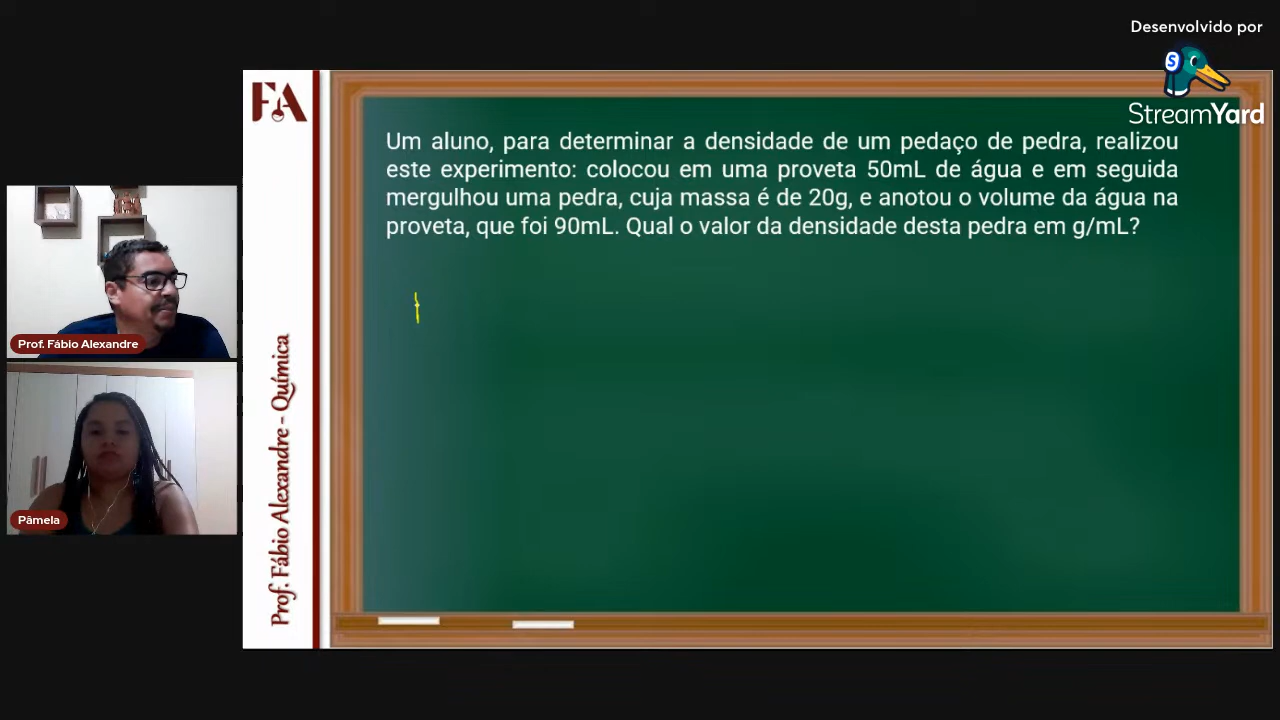 Desenvolvido por
StreamYard
FA
Um aluno, para determinar a densidade de um pedaço de pedra, realizou
este experimento: colocou em uma proveta 50mL de água e em seguida
mergulhou uma pedra, cuja massa é de 20g, e anotou o volume da água na
proveta, que foi 90mL. Qual o valor da densidade desta pedra em g/mL?
Prof. Fábio Alexandre
Pâmela
Prof. Fábio Alexandre - Química